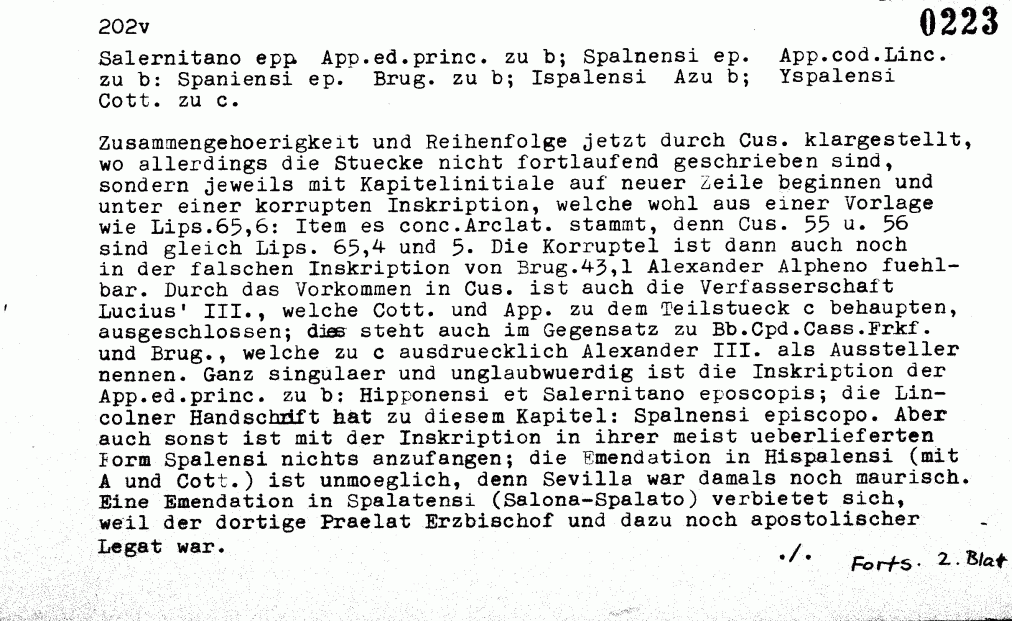 202v
0223
Salernitano epp App.ed.princ. zu b; Spalnensi ep. App.cod.Linc.
zu b: Spaniensi ep. Brug. zu b; Ispalensi Azu b; Yspalensi
Cott. zu c.
Zusammengehoerigkeit und Reihenfolge jetzt durch Cus. klargestellt,
wo allerdings die Stuecke nicht fortlaufend geschrieben sind,
sondern jeweils mit Kapitelinitiale auf neuer Zeile beginnen und
unter einer korrupten Inskription, welche wohl aus einer Vorlage
wie Lips.65,6: Item es conc.Arclat. stammt, denn Cus. 55 u. 56
sind gleich Lips. 65,4 und 5. Die Korruptel ist dann auch noch
in der falschen Inskription von Brug.43,1 Alexander Alpheno fuehl-
bar. Durch das Vorkommen in Cus. ist auch die Verfasserschaft
Lucius' III., welche Cott. und App. zu dem Teilstueck c behaupten,
ausgeschlossen; dies steht auch im Gegensatz zu Bb.Cpd.Cass.Frkf.
und Brug., welche zu c ausdruecklich Alexander III. als Aussteller
nennen. Ganz singulaer und unglaubwuerdig ist die Inskription der
App.ed.princ. zu b: Hipponensi et Salernitano eposcopis; die Lin-
colner Handschrift hat zu diesem Kapitel: Spalnensi episcopo. Aber
auch sonst ist mit der Inskription in ihrer meist ueberlieferten
Form Spalensi nichts anzufangen; die Emendation in Hispalensi (mit
A und Cott.) ist unmoeglich, denn Sevilla war damals noch maurisch.
Eine Emendation in Spalatensi (Salona-Spalato) verbietet sich,
weil der dortige Praelat Erzbischof und dazu noch apostolischer
Legat war.
./. Forts. 2. Blat